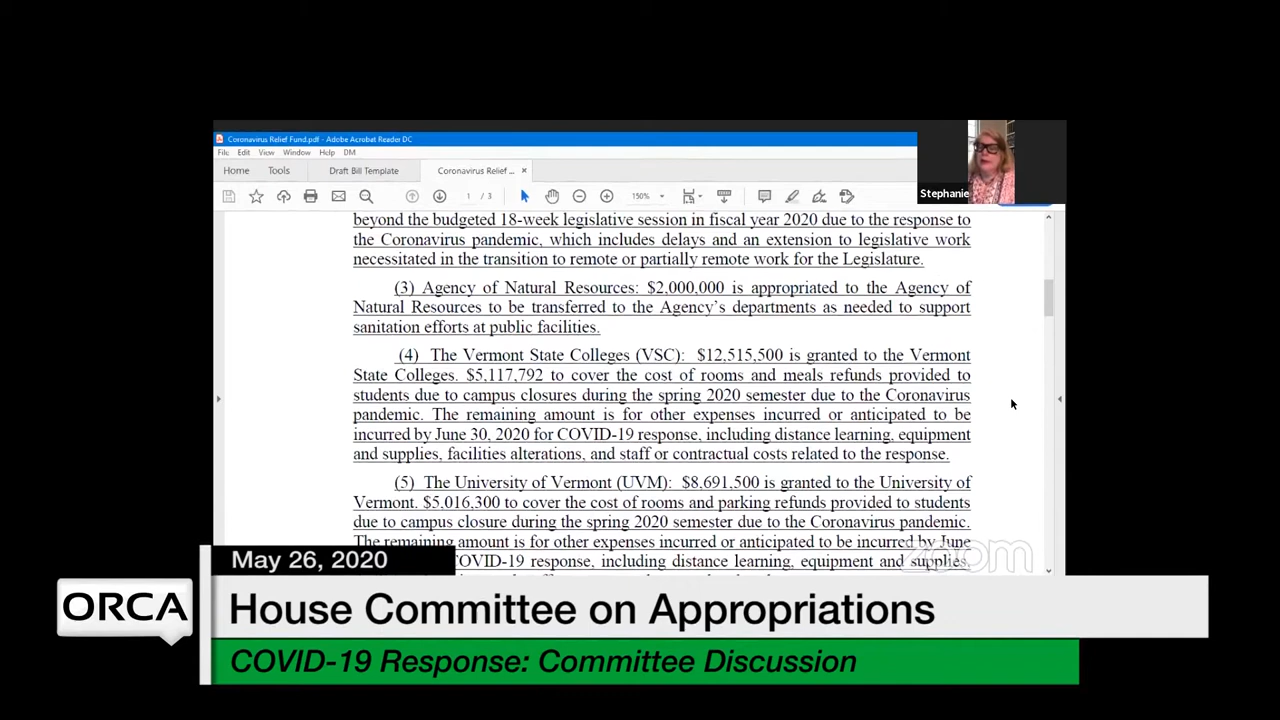 Coronavirus Relief Fund.pdf - Adobe Acrobat Reader DC
File Edit View Window Help DM
Home Tools Draft Bill Template Coronavirus Relief ... ×
1 / 3 150%
Stephanie
beyond the budgeted 18-week legislative session in fiscal year 2020 due to the response to
the Coronavirus pandemic, which includes delays and an extension to legislative work
necessitated in the transition to remote or partially remote work for the Legislature.
(3) Agency of Natural Resources: $2,000,000 is appropriated to the Agency of
Natural Resources to be transferred to the Agency's departments as needed to support
sanitation efforts at public facilities.
(4) The Vermont State Colleges (VSC): $12,515,500 is granted to the Vermont
State Colleges. $5,117,792 to cover the cost of rooms and meals refunds provided to
students due to campus closures during the spring 2020 semester due to the Coronavirus
pandemic. The remaining amount is for other expenses incurred or anticipated to be
incurred by June 30, 2020 for COVID-19 response, including distance learning, equipment
and supplies, facilities alterations, and staff or contractual costs related to the response.
(5) The University of Vermont (UVM): $8,691,500 is granted to the University of
Vermont. $5,016,300 to cover the cost of rooms and parking refunds provided to students
due to campus closure during the spring 2020 semester due to the Coronavirus pandemic.
The remaining amount is for other expenses incurred or anticipated to be incurred by June
COVID-19 response, including distance learning, equipment and supplies,
zoom
May 26, 2020
ORCA
House Committee on Appropriations
COVID-19 Response: Committee Discussion